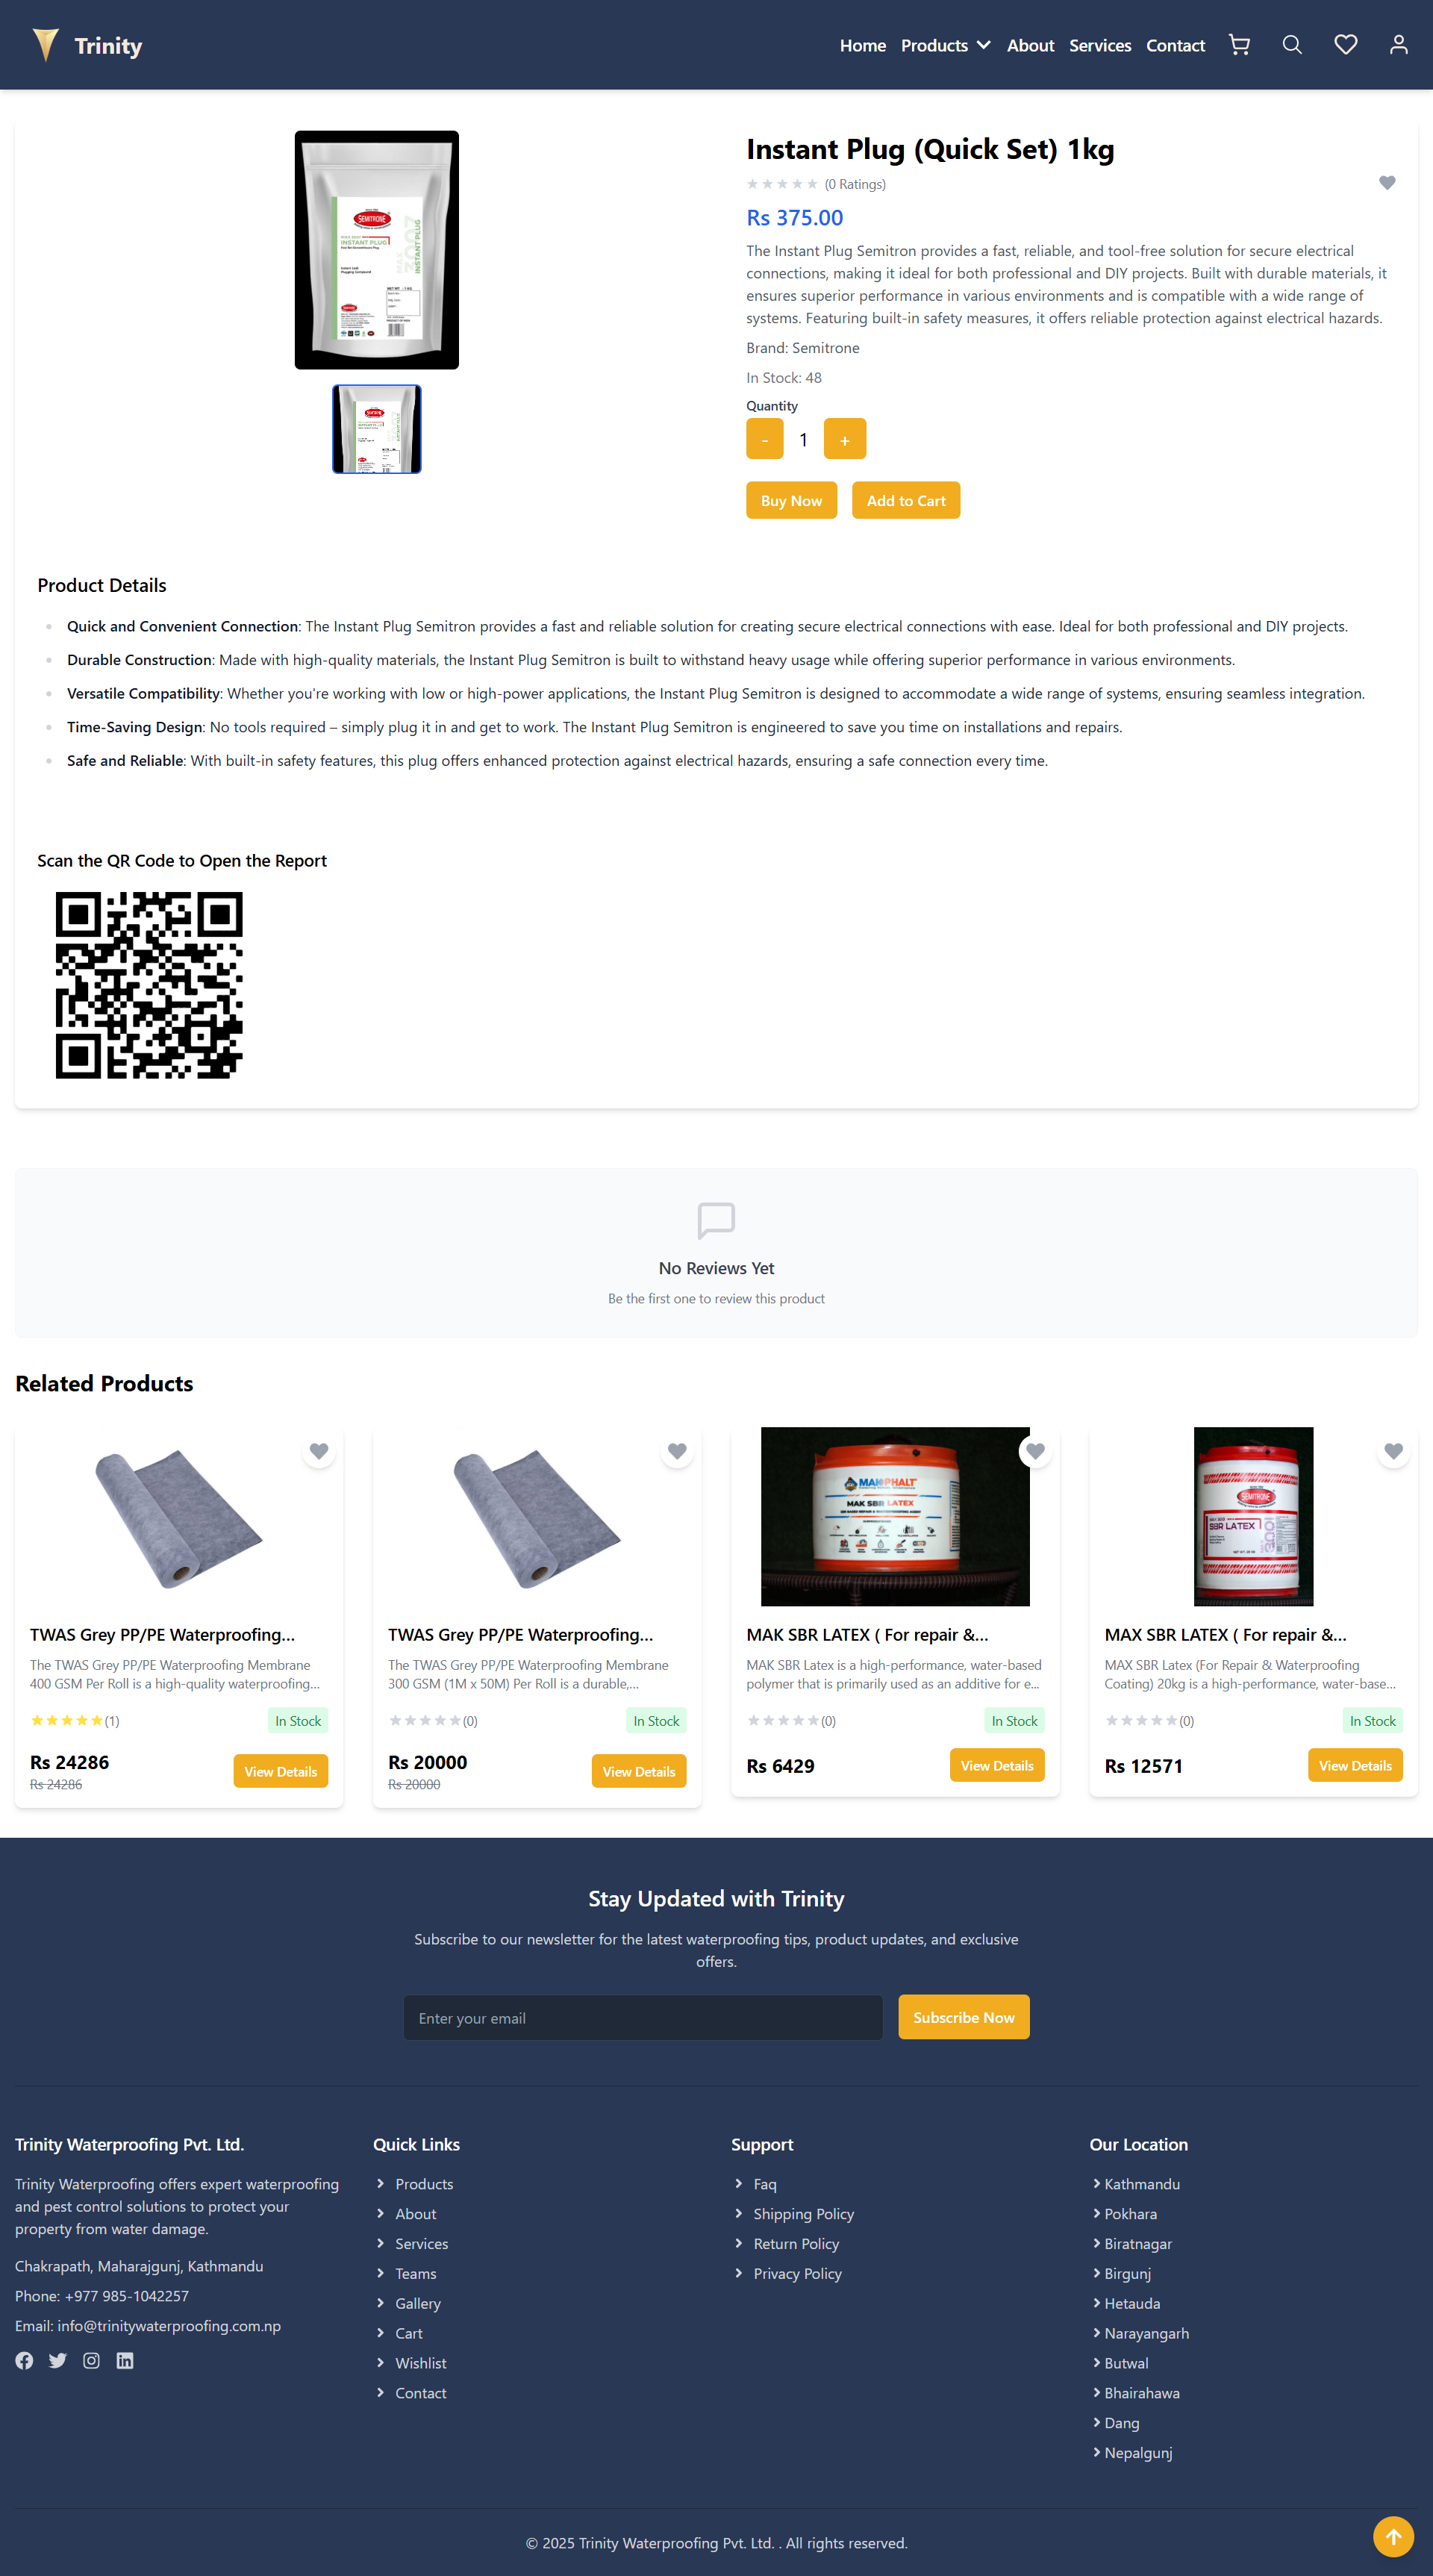 Trinity
Home Products About Services Contact
SEMITRONE
INSTANT PLUG
INSTANT PLUG
Instant Plug (Quick Set) 1kg
(0 Ratings)
Rs 375.00
The Instant Plug Semitron provides a fast, reliable, and tool-free solution for secure electrical
connections, making it ideal for both professional and DIY projects. Built with durable materials, it
ensures superior performance in various environments and is compatible with a wide range of
systems. Featuring built-in safety measures, it offers reliable protection against electrical hazards.
Brand: Semitrone
In Stock: 48
Quantity
- 1 +
Buy Now Add to Cart
Product Details
Quick and Convenient Connection: The Instant Plug Semitron provides a fast and reliable solution for creating secure electrical connections with ease. Ideal for both professional and DIY projects.
Durable Construction: Made with high-quality materials, the Instant Plug Semitron is built to withstand heavy usage while offering superior performance in various environments.
Versatile Compatibility: Whether you're working with low or high-power applications, the Instant Plug Semitron is designed to accommodate a wide range of systems, ensuring seamless integration.
Time-Saving Design: No tools required – simply plug it in and get to work. The Instant Plug Semitron is engineered to save you time on installations and repairs.
Safe and Reliable: With built-in safety features, this plug offers enhanced protection against electrical hazards, ensuring a safe connection every time.
Scan the QR Code to Open the Report
No Reviews Yet
Be the first one to review this product
Related Products
TWAS Grey PP/PE Waterproofing...
The TWAS Grey PP/PE Waterproofing Membrane
400 GSM Per Roll is a high-quality waterproofing...
(1) In Stock
Rs 24286
Rs 24286
View Details
TWAS Grey PP/PE Waterproofing...
The TWAS Grey PP/PE Waterproofing Membrane
300 GSM (1M x 50M) Per Roll is a durable,...
(0) In Stock
Rs 20000
Rs 20000
View Details
MAK SBR LATEX
MAK SBR LATEX ( For repair &...
MAK SBR Latex is a high-performance, water-based
polymer that is primarily used as an additive for e...
(0) In Stock
Rs 6429
View Details
SEMITRONE
SBR LATEX
MAX SBR LATEX ( For repair &...
MAX SBR Latex (For Repair & Waterproofing
Coating) 20kg is a high-performance, water-base...
(0) In Stock
Rs 12571
View Details
Stay Updated with Trinity
Subscribe to our newsletter for the latest waterproofing tips, product updates, and exclusive
offers.
Enter your email
Subscribe Now
Trinity Waterproofing Pvt. Ltd.
Trinity Waterproofing offers expert waterproofing
and pest control solutions to protect your
property from water damage.
Chakrapath, Maharajgunj, Kathmandu
Phone: +977 985-1042257
Email: info@trinitywaterproofing.com.np
Quick Links
Products
About
Services
Teams
Gallery
Cart
Wishlist
Contact
Support
Faq
Shipping Policy
Return Policy
Privacy Policy
Our Location
Kathmandu
Pokhara
Biratnagar
Birgunj
Hetauda
Narayangarh
Butwal
Bhairahawa
Dang
Nepalgunj
© 2025 Trinity Waterproofing Pvt. Ltd. . All rights reserved.